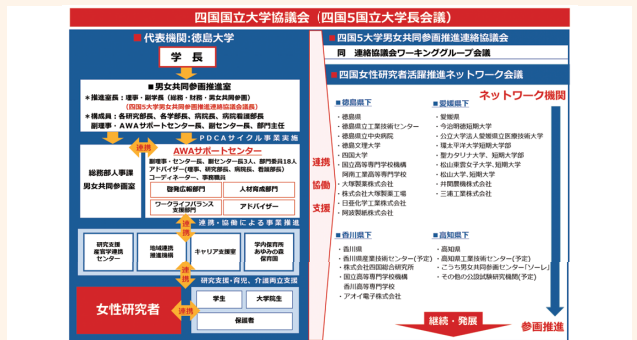 四国国立大学協議会（四国5国立大学長会議）
■代表機関：徳島大学
学 長
■男女共同参画推進室
＊推進室長：理事・副学長（総務・財務・男女共同参画）
（四国5大学男女共同参画推進連絡協議会議長）
＊構成員：各研究部長、各学部長、病院長、病院看護部長
副理事・AWAサポートセンター長、副センター長、部門主任
連携
PDCAサイクル事業実施
総務部人事課
男女共同参画室
AWAサポートセンター
副理事・センター長、副センター長3人、部門委員18人
アドバイザー（理事、研究部長、病院長、看護部長）
コーディネーター、事務職員
啓発広報部門
人材育成部門
ワークライフバランス
支援部門
アドバイザー
連携
連携・協働による事業推進
研究支援
産官学連携
センター
地域連携
推進機構
キャリア支援室
学内保育所
あゆみの森
保育園
連携
研究支援・育児、介護両立支援
女性研究者
連携
学生
大学院生
保護者
連携
協働
支援
■四国5大学男女共同参画推進連絡協議会
同 連絡協議会ワーキンググループ会議
■四国女性研究者活躍推進ネットワーク会議
ネットワーク機関
■徳島県下
・徳島県
・徳島県立工業技術センター
・徳島県立中央病院
・徳島文理大学
・四国大学
・国立高等専門学校機構
阿南工業高等専門学校
・大塚製薬株式会社
・株式会社大塚製薬工場
・日亜化学工業株式会社
・阿波製紙株式会社
■愛媛県下
・愛媛県
・今治明徳短期大学
・公立大学法人愛媛県立医療技術大学
・環太平洋大学短期大学部
・聖カタリナ大学、短期大学部
・松山東雲女子大学、短期大学
・松山大学、短期大学
・井関農機株式会社
・三浦工業株式会社
■香川県下
・香川県
・香川県産業技術センター（予定）
・株式会社四国総合研究所
・国立高等専門学校機構
香川高等専門学校
・アオイ電子株式会社
■高知県下
・高知県
・高知県工業技術センター（予定）
・こうち男女共同参画センター「ソーレ」
・その他の公設試験研究機関（予定）
継続・発展
参画推進